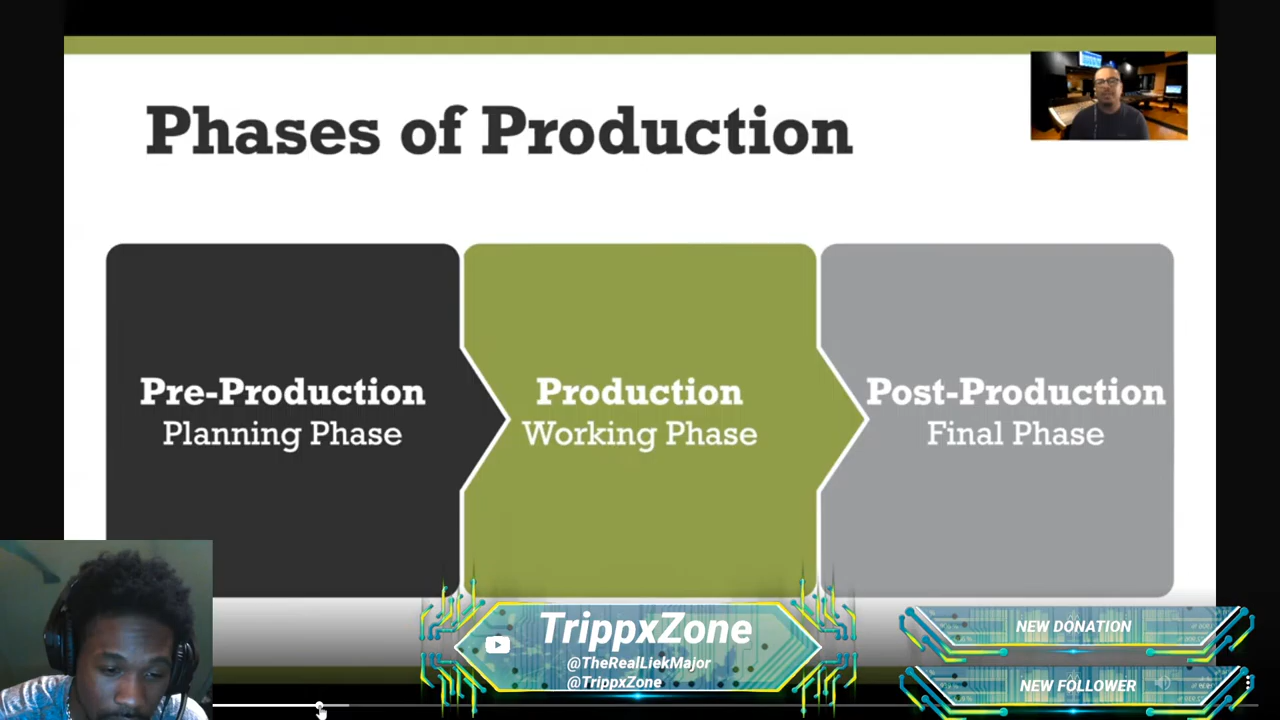 Phases of Production
Pre-Production
Planning Phase
Production
Working Phase
Post-Production
Final Phase
TrippxZone
@TheRealLiekMajor
@TrippxZone
NEW DONATION
NEW FOLLOWER